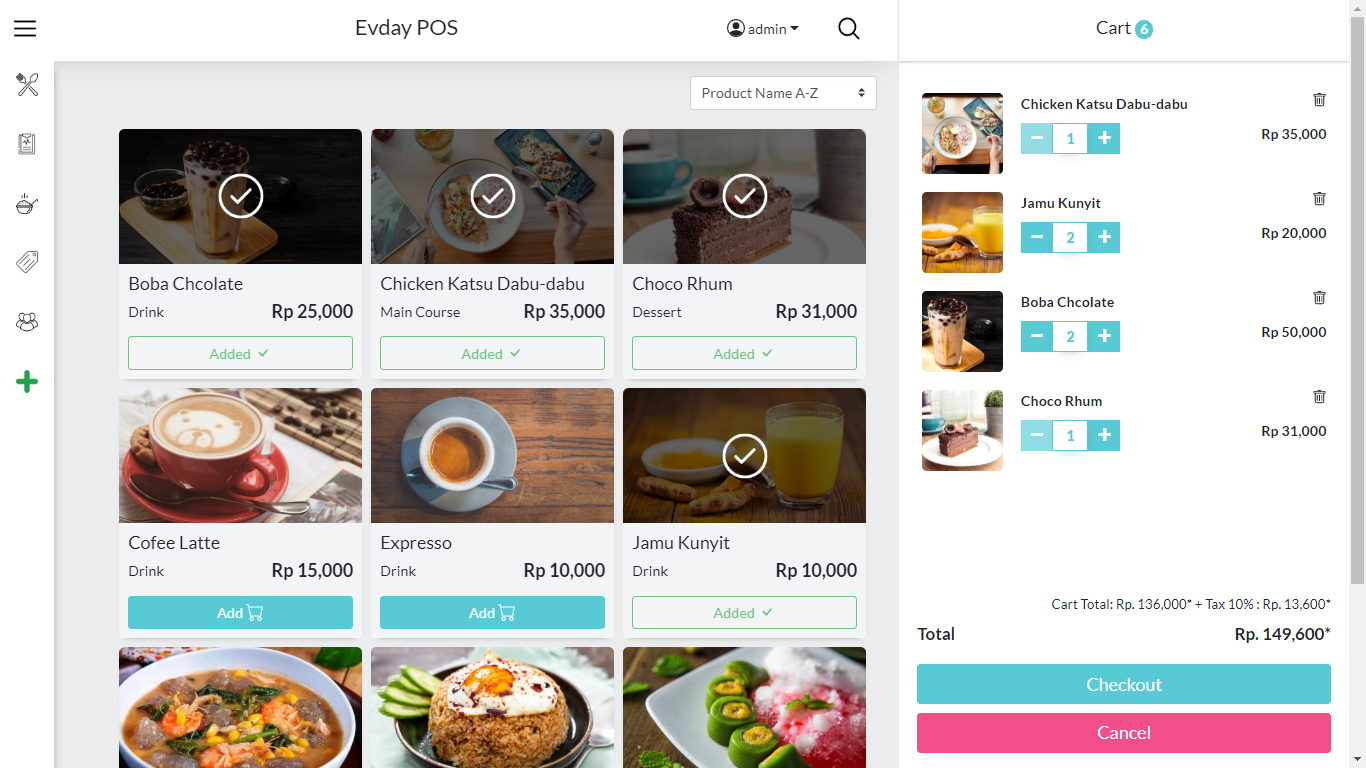 Evday POS
admin
Cart 6
Product Name A-Z
Boba Chcolate
Drink Rp 25,000
Added
Chicken Katsu Dabu-dabu
Main Course Rp 35,000
Added
Choco Rhum
Dessert Rp 31,000
Added
Cofee Latte
Drink Rp 15,000
Add
Expresso
Drink Rp 10,000
Add
Jamu Kunyit
Drink Rp 10,000
Added
Chicken Katsu Dabu-dabu
− 1 + Rp 35,000
Jamu Kunyit
− 2 + Rp 20,000
Boba Chcolate
− 2 + Rp 50,000
Choco Rhum
− 1 + Rp 31,000
Cart Total: Rp. 136,000* + Tax 10% : Rp. 13,600*
Total Rp. 149,600*
Checkout
Cancel